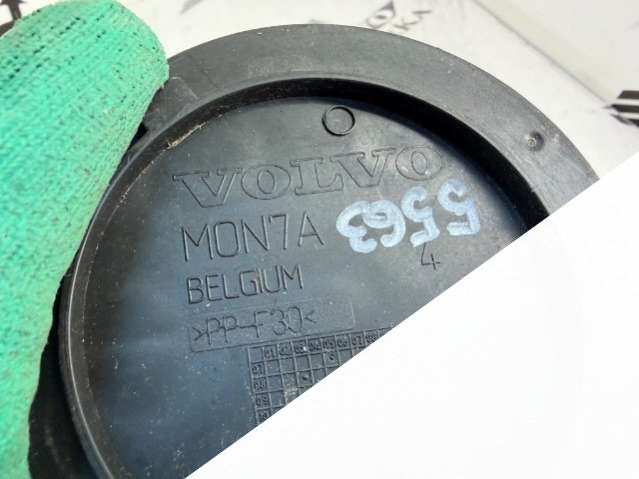 VOLVO
MON7A
5563
4
BELGIUM
>PP-F30<